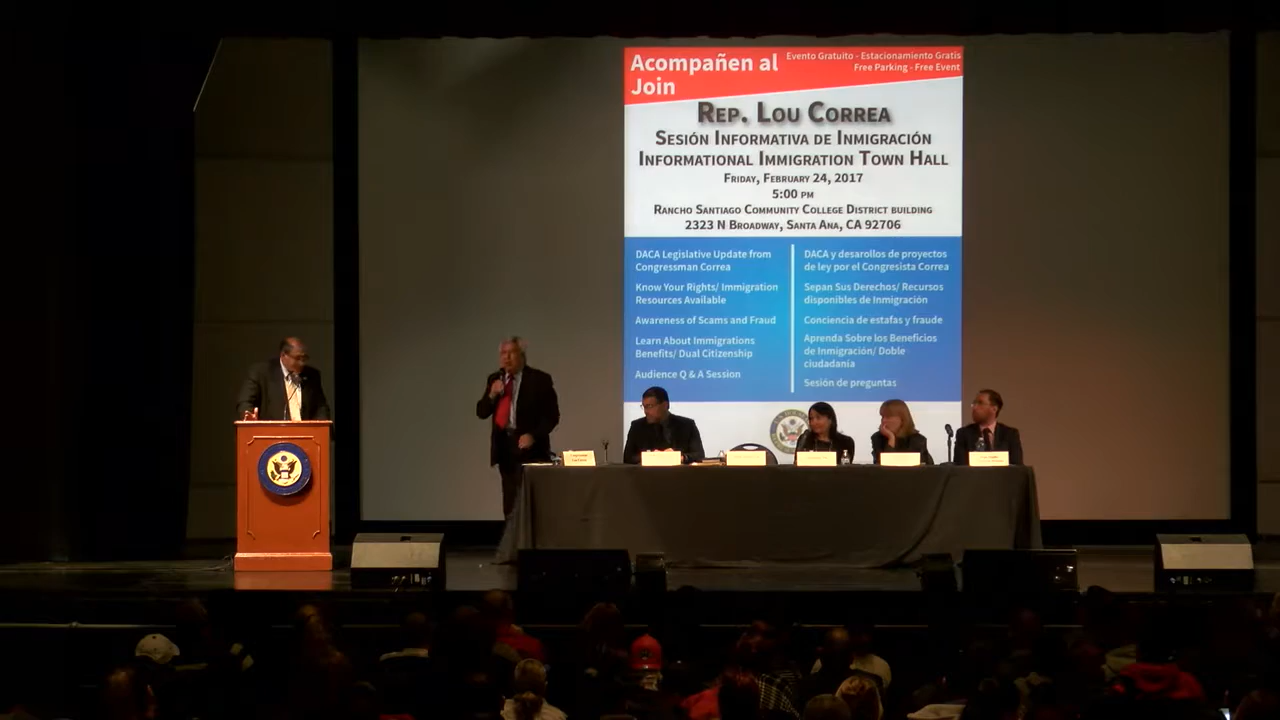 Acompañen al
Join
Evento Gratuito - Estacionamiento Gratis
Free Parking - Free Event
Rep. Lou Correa
Sesión Informativa de Inmigración
Informational Immigration Town Hall
Friday, February 24, 2017
5:00 pm
Rancho Santiago Community College District building
2323 N Broadway, Santa Ana, CA 92706
DACA Legislative Update from
Congressman Correa
Know Your Rights/ Immigration
Resources Available
Awareness of Scams and Fraud
Learn About Immigrations
Benefits/ Dual Citizenship
Audience Q & A Session
DACA y desarollos de proyectos
de ley por el Congresista Correa
Sepan Sus Derechos/ Recursos
disponibles de Inmigración
Conciencia de estafas y fraude
Aprenda Sobre los Beneficios
de Inmigración/ Doble
ciudadanía
Sesión de preguntas